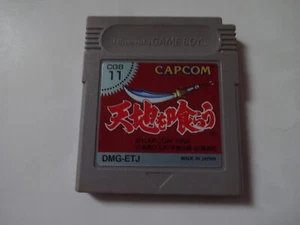 Nintendo GAME BOY
CGB
11
CAPCOM
天地を喰らう
DMG-ETJ
MADE IN JAPAN